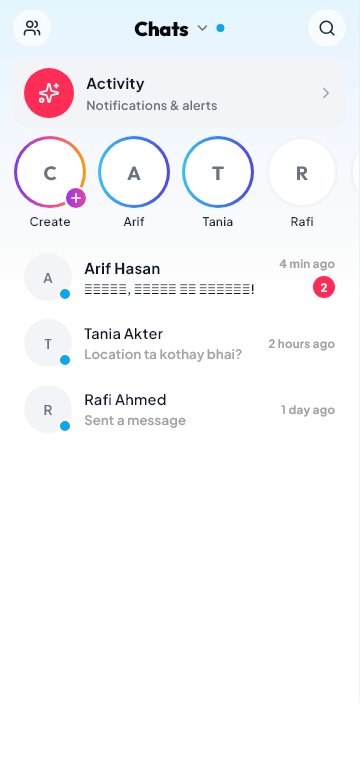 Chats
Activity
Notifications & alerts
C
A
T
R
Create
Arif
Tania
Rafi
A
Arif Hasan
4 min ago
2
T
Tania Akter
Location ta kothay bhai?
2 hours ago
R
Rafi Ahmed
Sent a message
1 day ago